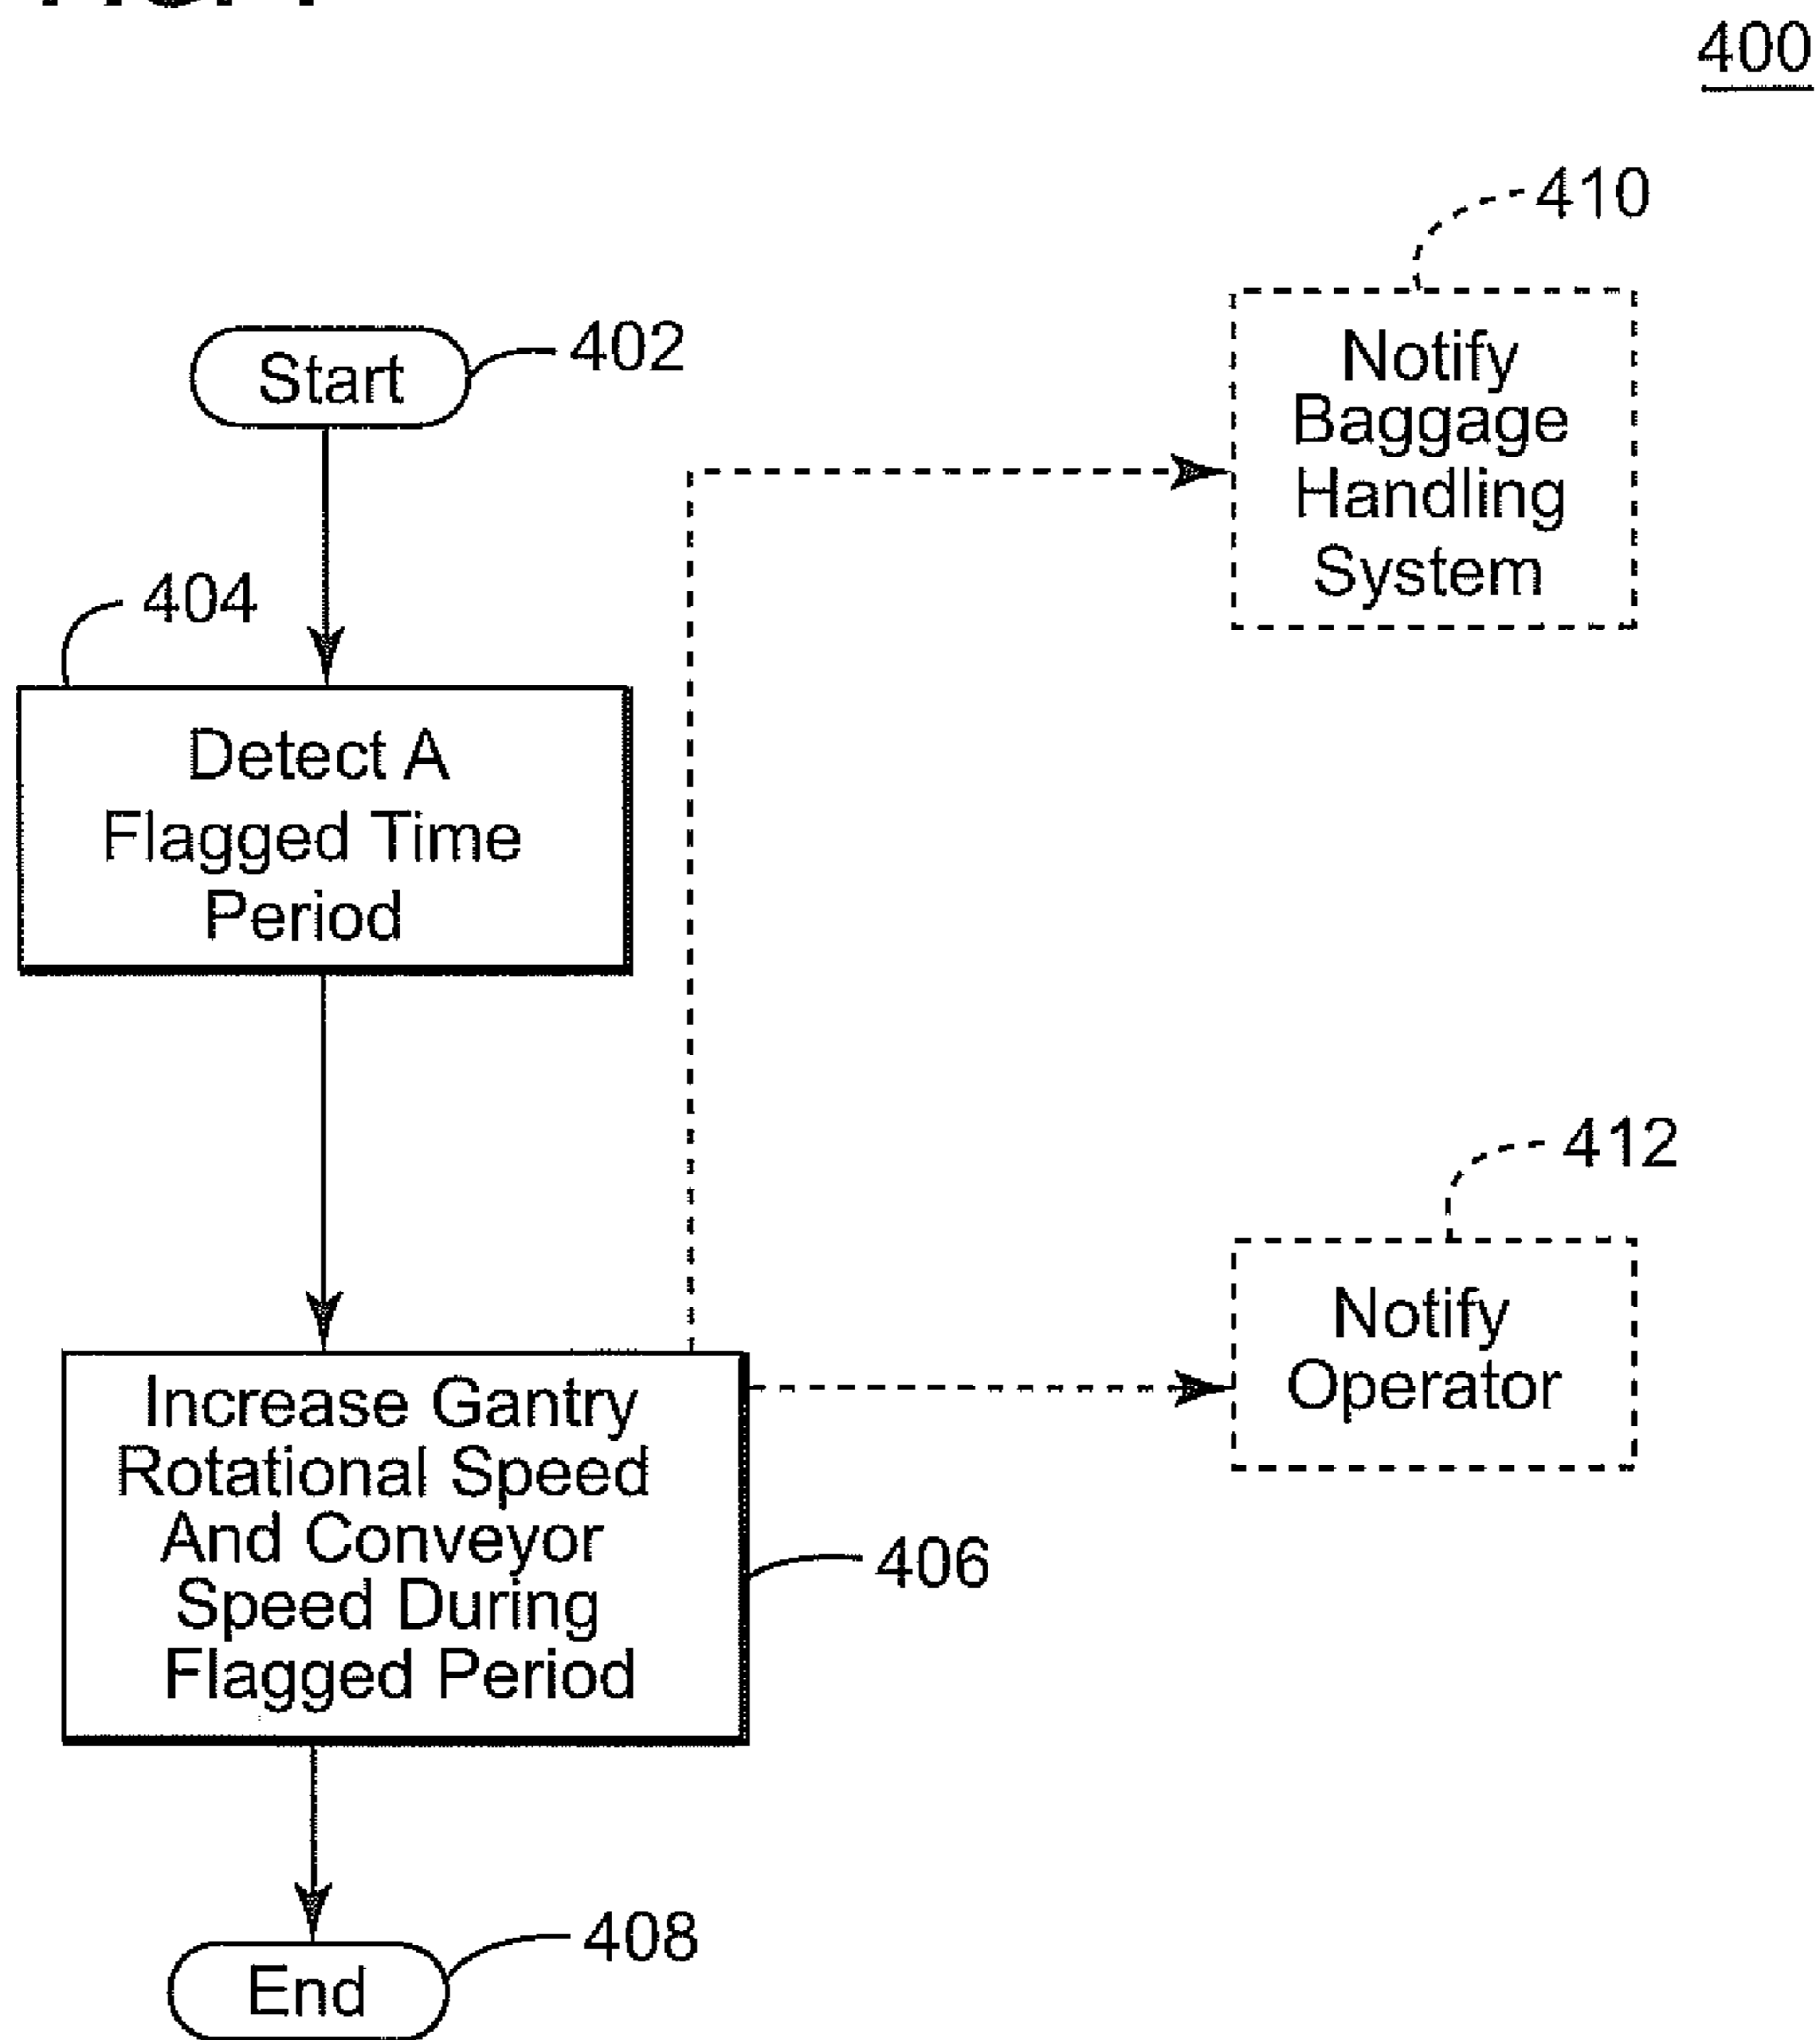 400
410
Notify
Baggage
Handling
System
Start
402
404
Detect A
Flagged Time
Period
412
Notify
Operator
Increase Gantry
Rotational Speed
And Conveyor
Speed During
Flagged Period
406
End
408